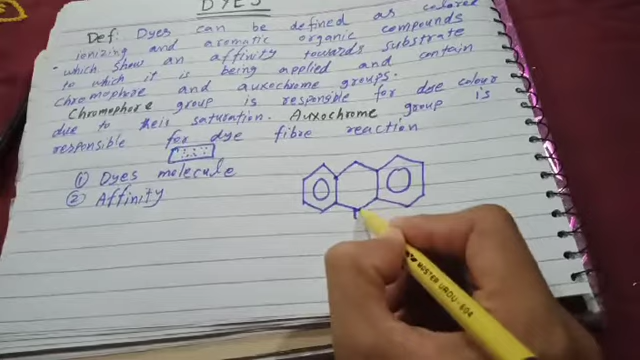 DYES
Def: Dyes can be defined as colored
ionizing and aromatic organic compounds
which show an affinity towards substrate
to which it is being applied and contain
chromophore and auxochrome groups.
Chromophore group is responsible for dye colour
due to their saturation. Auxochrome group is
responsible for dye fibre reaction
① Dyes molecule
② Affinity